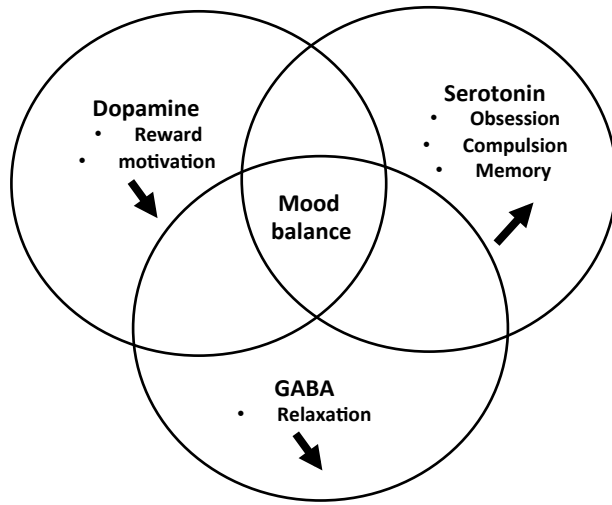 Dopamine
• Reward
• motivation
Serotonin
• Obsession
• Compulsion
• Memory
Mood
balance
GABA
• Relaxation